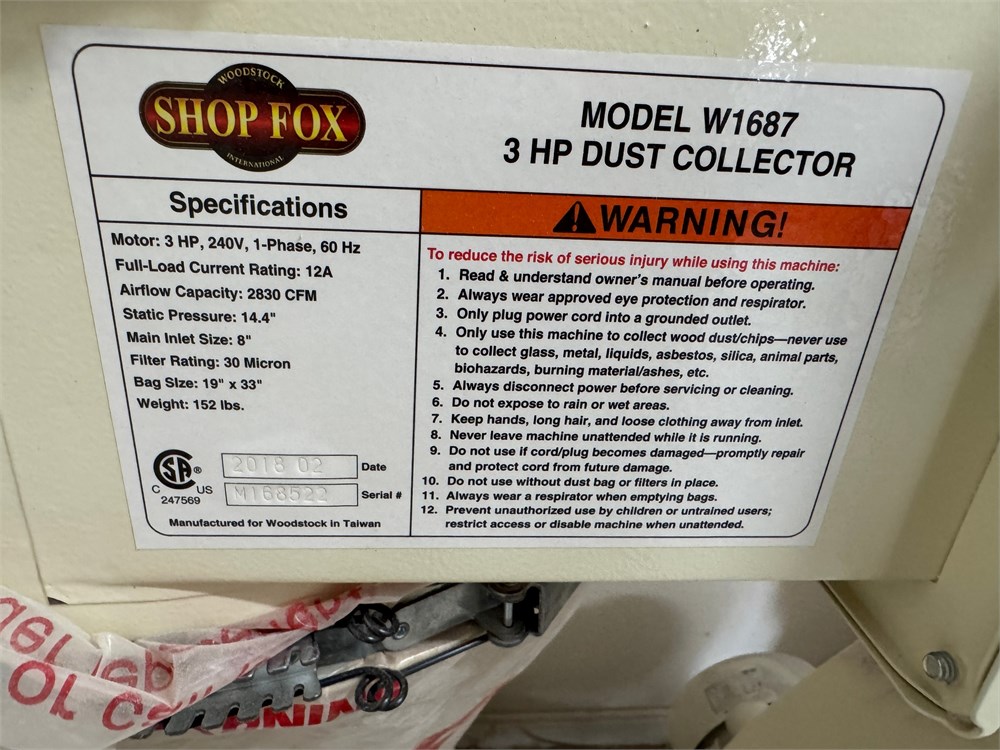 WOODSTOCK
SHOP FOX
INTERNATIONAL
MODEL W1687
3 HP DUST COLLECTOR
Specifications
Motor: 3 HP, 240V, 1-Phase, 60 Hz
Full-Load Current Rating: 12A
Airflow Capacity: 2830 CFM
Static Pressure: 14.4"
Main Inlet Size: 8"
Filter Rating: 30 Micron
Bag Size: 19" x 33"
Weight: 152 lbs.
CSA®
C US
247569
2018 02 Date
M168522 Serial #
Manufactured for Woodstock in Taiwan
WARNING!
To reduce the risk of serious injury while using this machine:
1. Read & understand owner's manual before operating.
2. Always wear approved eye protection and respirator.
3. Only plug power cord into a grounded outlet.
4. Only use this machine to collect wood dust/chips—never use
to collect glass, metal, liquids, asbestos, silica, animal parts,
biohazards, burning material/ashes, etc.
5. Always disconnect power before servicing or cleaning.
6. Do not expose to rain or wet areas.
7. Keep hands, long hair, and loose clothing away from inlet.
8. Never leave machine unattended while it is running.
9. Do not use if cord/plug becomes damaged—promptly repair
and protect cord from future damage.
10. Do not use without dust bag or filters in place.
11. Always wear a respirator when emptying bags.
12. Prevent unauthorized use by children or untrained users;
restrict access or disable machine when unattended.